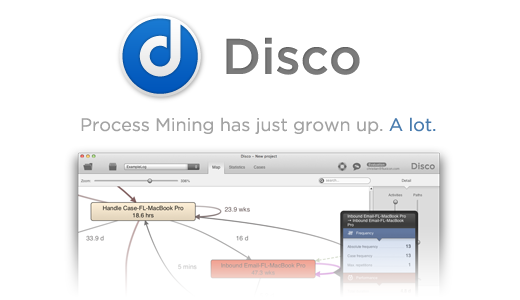 Disco
Process Mining has just grown up. A lot.
Disco - New project
ExampleLog
Map Statistics Cases
Disco
Zoom
search...
Detail
Activities Paths
Handle Case-FL-MacBook Pro
18.6 hrs
23.9 wks
33.9 d
16 d
5 mins
Inbound Email-FL-MacBook Pro
Inbound Email-FL-MacBook Pro
Inbound Email-FL-MacBook Pro
Frequency
Absolute frequency 13
Case frequency 13
Max. repetitions 1